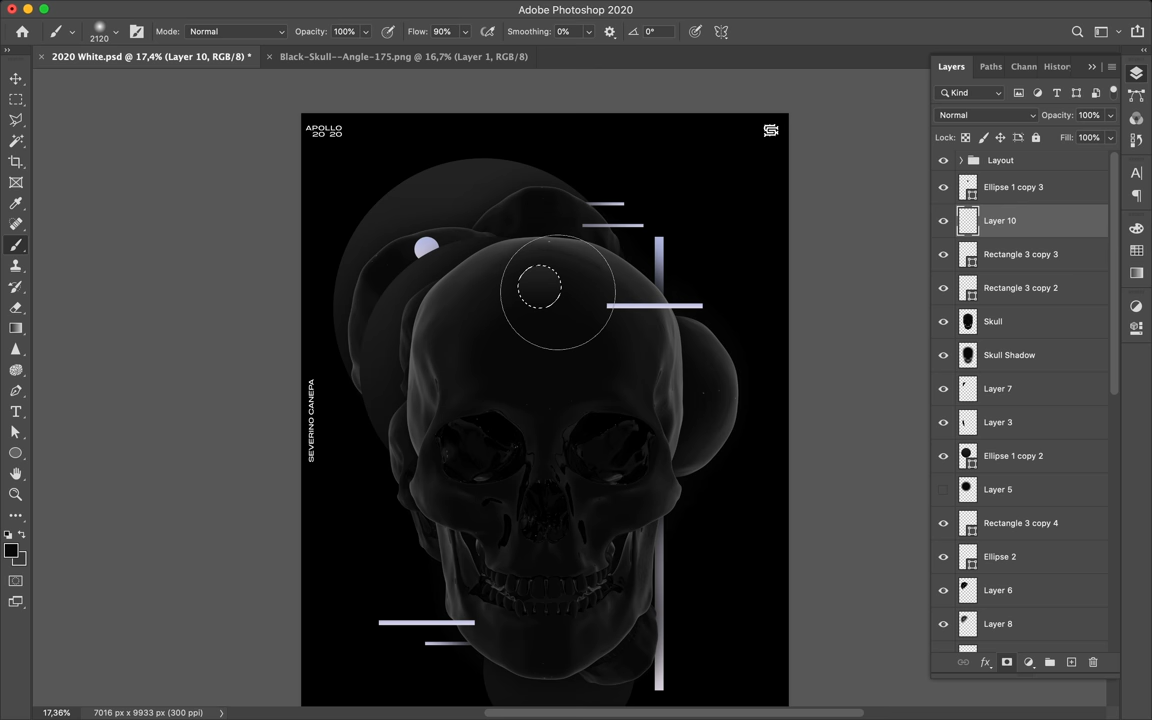 Adobe Photoshop 2020
2120
Mode: Normal
Opacity: 100%
Flow: 90%
Smoothing: 0%
0°
2020 White.psd @ 17,4% (Layer 10, RGB/8) *
Black-Skull--Angle-175.png @ 16,7% (Layer 1, RGB/8)
Layers
Paths
Chann
Histor
Kind
Normal
Opacity: 100%
Lock:
Fill: 100%
Layout
Ellipse 1 copy 3
Layer 10
Rectangle 3 copy 3
Rectangle 3 copy 2
Skull
Skull Shadow
Layer 7
Layer 3
Ellipse 1 copy 2
Layer 5
Rectangle 3 copy 4
Ellipse 2
Layer 6
Layer 8
fx
APOLLO
20 20
SEVERINO CANEPA
17,36%
7016 px x 9933 px (300 ppi)